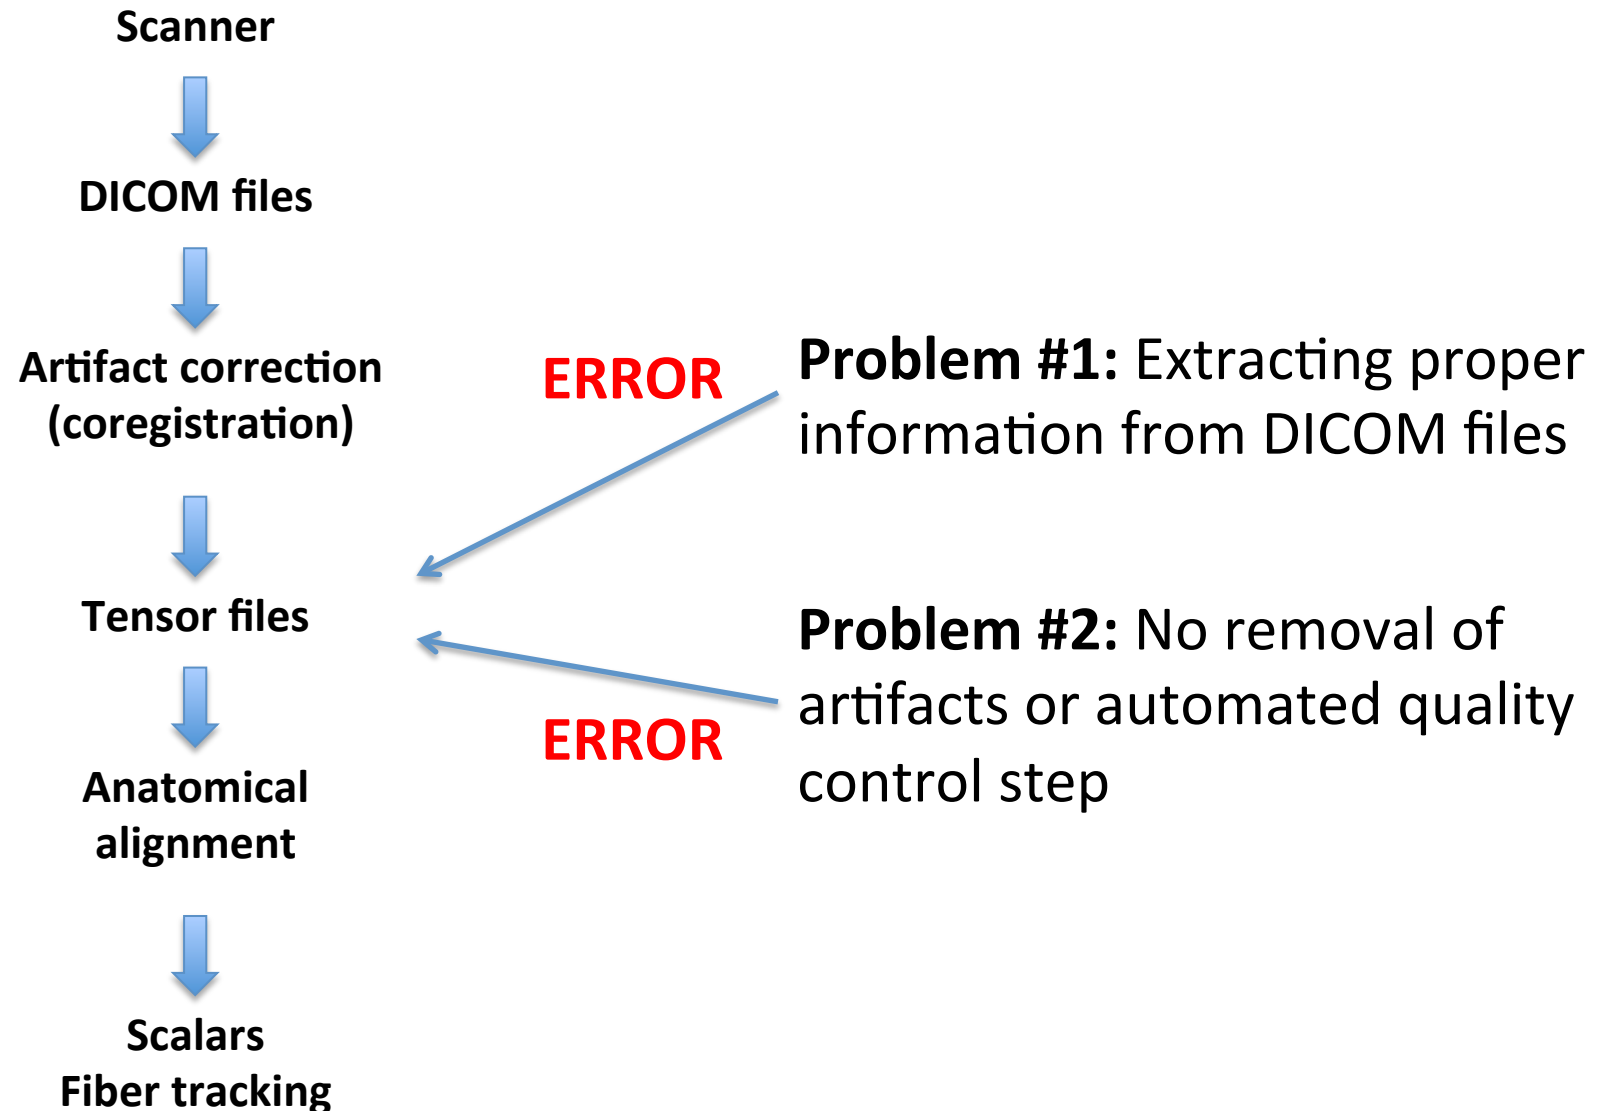 Scanner
DICOM files
Artifact correction
(coregistration)
Tensor files
Anatomical
alignment
Scalars
Fiber tracking
ERROR
Problem #1: Extracting proper
information from DICOM files
Problem #2: No removal of
artifacts or automated quality
control step
ERROR